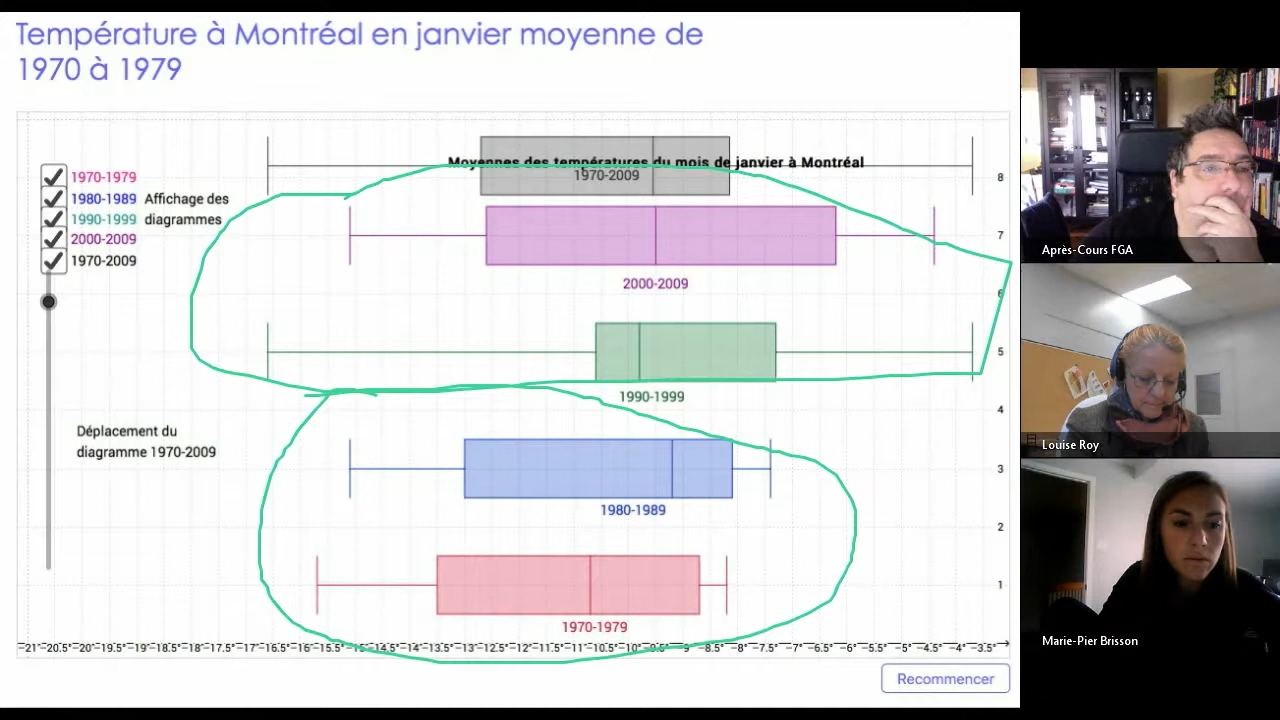 Température à Montréal en janvier moyenne de
1970 à 1979
Moyennes des températures du mois de janvier à Montréal
1970-2009
1970-1979
1980-1989 Affichage des
1990-1999 diagrammes
2000-2009
1970-2009
8
7
2000-2009
6
5
1990-1999
4
Déplacement du
diagramme 1970-2009
3
1980-1989
2
1
1970-1979
−21° −20.5° −20° −19.5° −19° −18.5° −18° −17.5° −17° −16.5° −16° −15.5° −15° −14.5° −14° −13.5° −13° −12.5° −12° −11.5° −11° −10.5° −10° −9.5° −9° −8.5° −8° −7.5° −7° −6.5° −6° −5.5° −5° −4.5° −4° −3.5°
Recommencer
Après-Cours FGA
Louise Roy
Marie-Pier Brisson